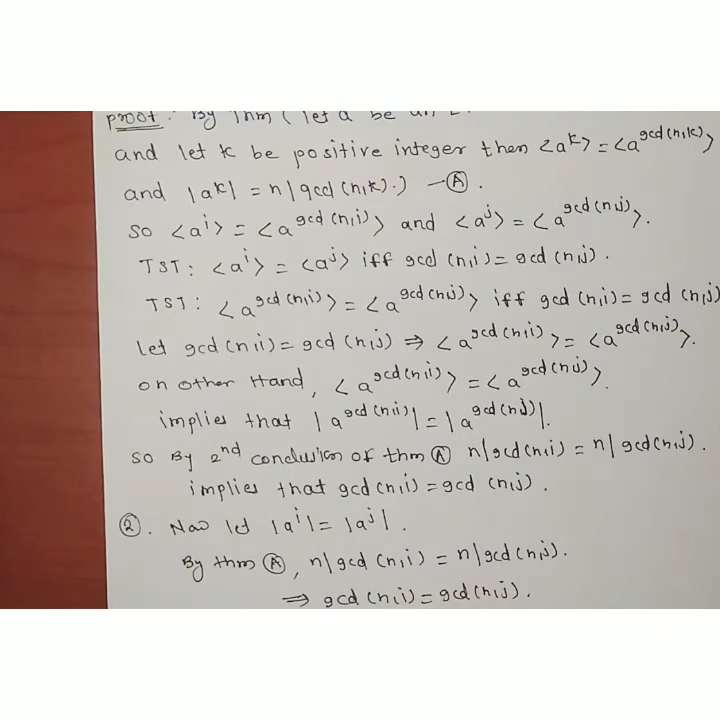 proof: By Thm ( let a be an
and let k be positive integer then <a^k> = <a^gcd(n,k)>
and |a^k| = n/gcd(n,k).) —Ⓐ.
so <a^i> = <a^gcd(n,i)> and <a^j> = <a^gcd(n,j)>.
TST: <a^i> = <a^j> iff gcd(n,i) = gcd(n,j).
TST: <a^gcd(n,i)> = <a^gcd(n,j)> iff gcd(n,i) = gcd(n,j)
Let gcd(n,i) = gcd(n,j) ⇒ <a^gcd(n,i)> = <a^gcd(n,j)>.
on other Hand, <a^gcd(n,i)> = <a^gcd(n,j)>.
implies that |a^gcd(n,i)| = |a^gcd(n,j)|.
so By 2nd conclusion of thm Ⓐ n/gcd(n,i) = n/gcd(n,j).
implies that gcd(n,i) = gcd(n,j).
②. Now let |a^i| = |a^j|.
By thm Ⓐ, n/gcd(n,i) = n/gcd(n,j).
⇒ gcd(n,i) = gcd(n,j).